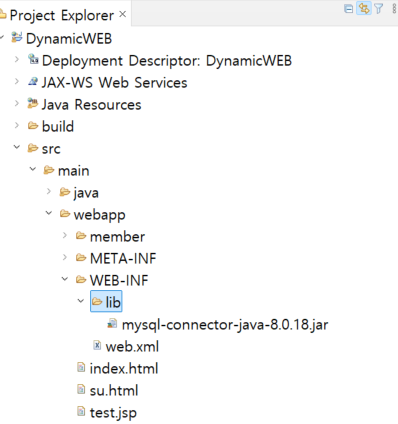 Project Explorer
DynamicWEB
Deployment Descriptor: DynamicWEB
JAX-WS Web Services
Java Resources
build
src
main
java
webapp
member
META-INF
WEB-INF
lib
mysql-connector-java-8.0.18.jar
web.xml
index.html
su.html
test.jsp